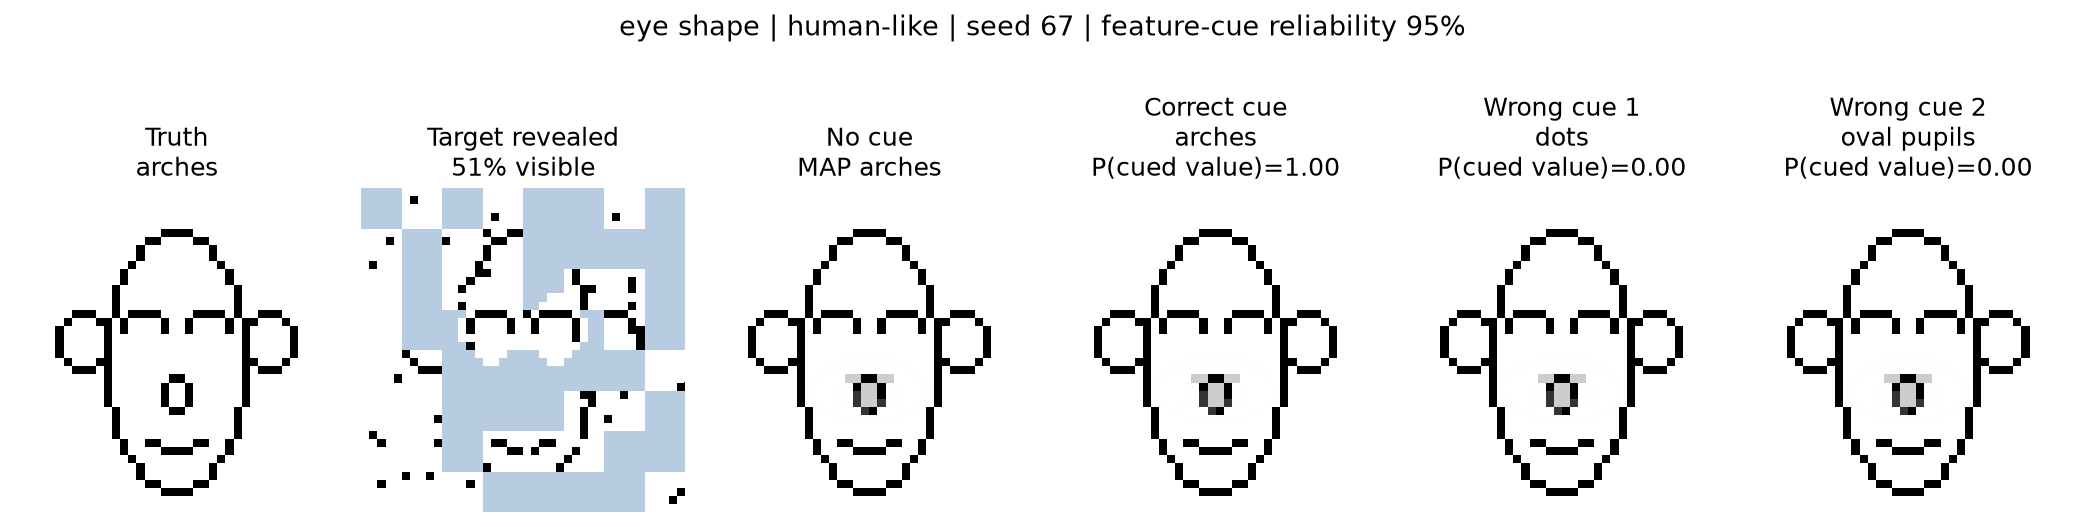 eye shape | human-like | seed 67 | feature-cue reliability 95%
Truth
arches
Target revealed
51% visible
No cue
MAP arches
Correct cue
arches
P(cued value)=1.00
Wrong cue 1
dots
P(cued value)=0.00
Wrong cue 2
oval pupils
P(cued value)=0.00